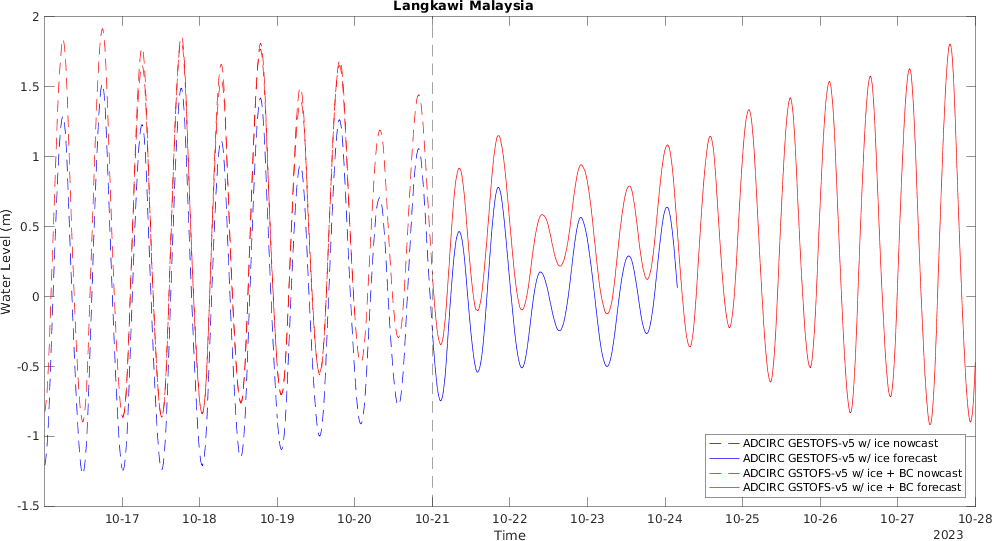 Langkawi Malaysia
2
1.5
1
0.5
0
-0.5
-1
-1.5
Water Level (m)
10-17 10-18 10-19 10-20 10-21 10-22 10-23 10-24 10-25 10-26 10-27 10-28
Time
2023
ADCIRC GESTOFS-v5 w/ ice nowcast
ADCIRC GESTOFS-v5 w/ ice forecast
ADCIRC GSTOFS-v5 w/ ice + BC nowcast
ADCIRC GSTOFS-v5 w/ ice + BC forecast